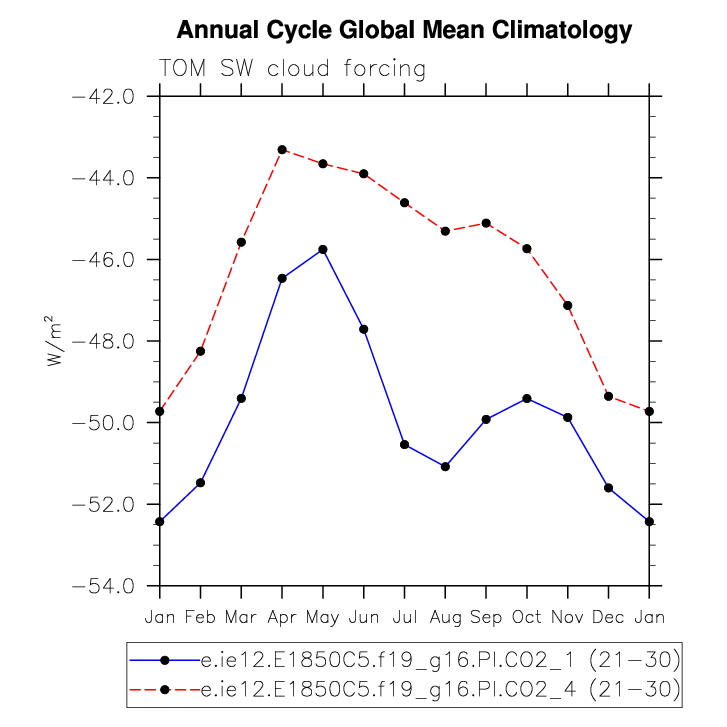 Annual Cycle Global Mean Climatology
TOM SW cloud forcing
−42.0
−44.0
−46.0
−48.0
−50.0
−52.0
−54.0
W/m²
Jan Feb Mar Apr May Jun Jul Aug Sep Oct Nov Dec Jan
e.ie12.E1850C5.f19_g16.PI.CO2_1 (21−30)
e.ie12.E1850C5.f19_g16.PI.CO2_4 (21−30)